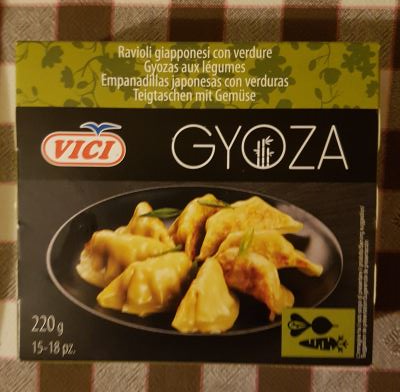 Ravioli giapponesi con verdure
Gyozas aux légumes
Empanadillas japonesas con verduras
Teigtaschen mit Gemüse
VICI
GYOZA
220 g
15-18 pz.